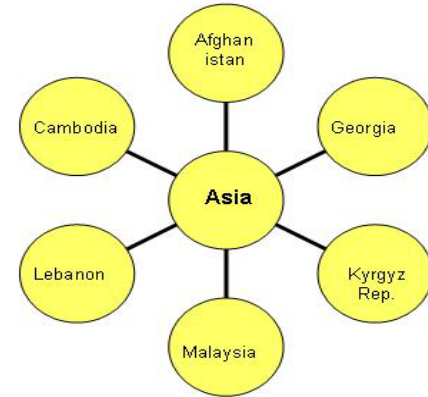 Afghan
istan
Cambodia
Georgia
Asia
Lebanon
Kyrgyz
Rep.
Malaysia